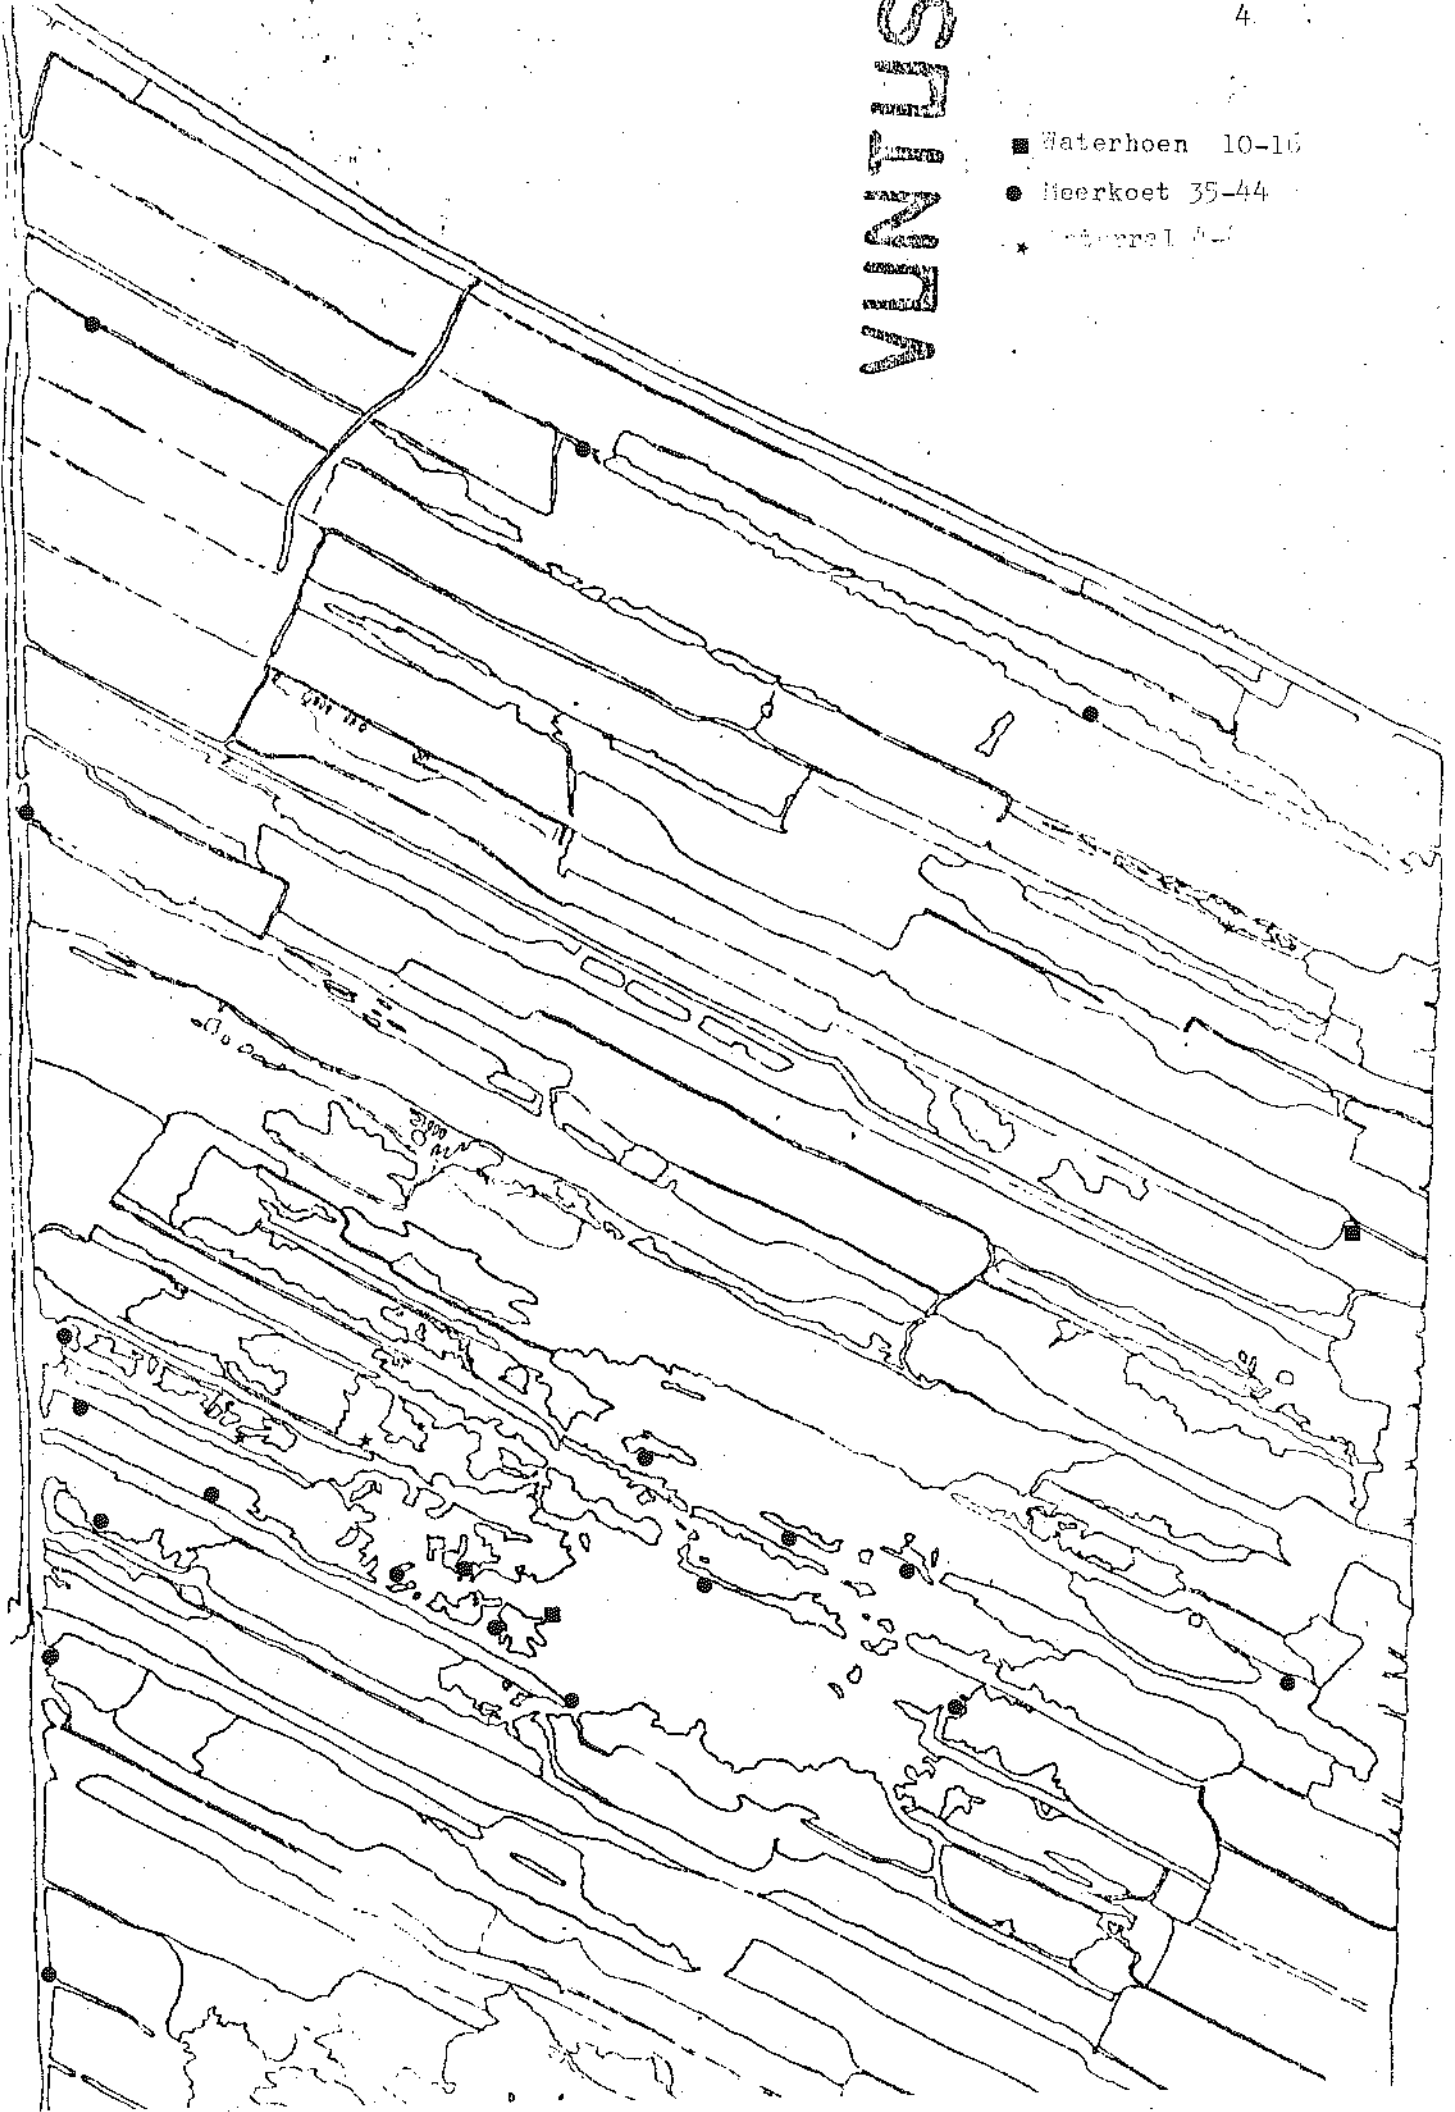 4.
VUNTUS
■ Waterhoen 10-16
● Meerkoet 35-44
★